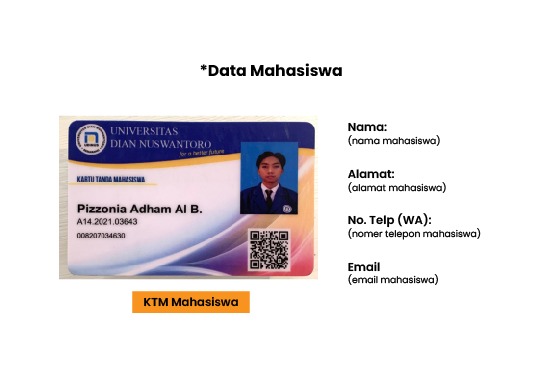 *Data Mahasiswa
UNIVERSITAS
DIAN NUSWANTORO
for a better future
KARTU TANDA MAHASISWA
Pizzonia Adham Al B.
A14.2021.03643
008207034630
KTM Mahasiswa
Nama:
(nama mahasiswa)
Alamat:
(alamat mahasiswa)
No. Telp (WA):
(nomer telepon mahasiswa)
Email
(email mahasiswa)